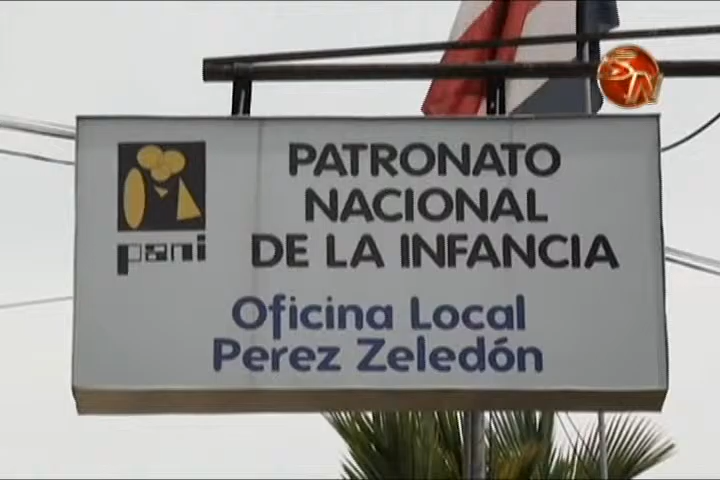 PATRONATO
NACIONAL
DE LA INFANCIA
pani
Oficina Local
Perez Zeledón